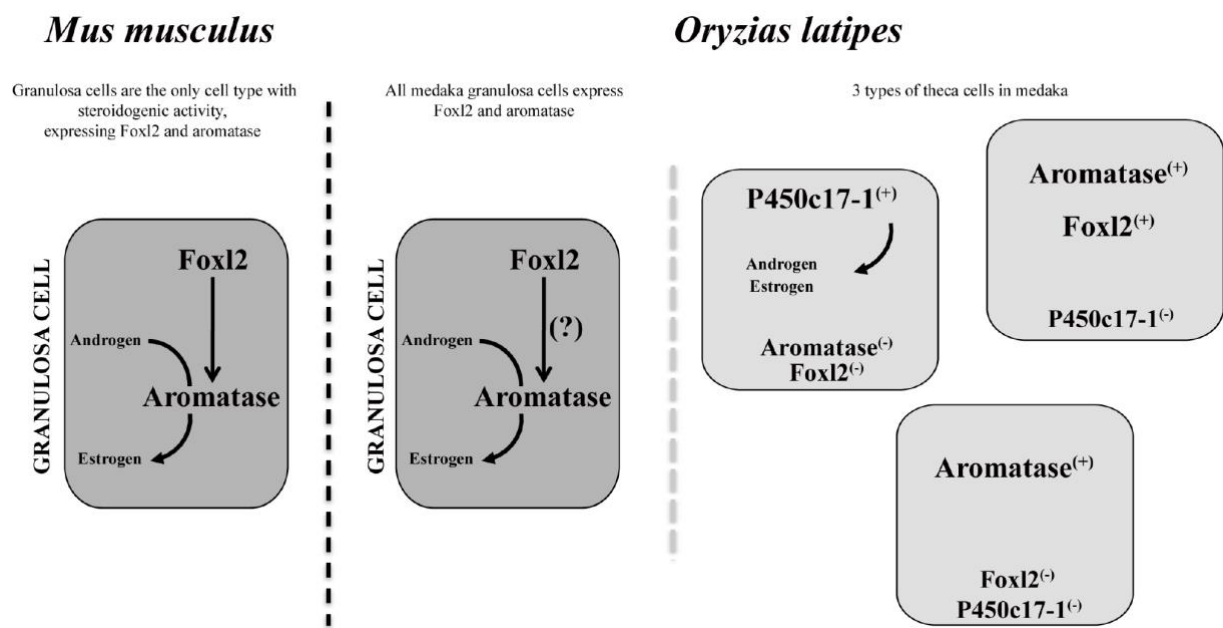 Mus musculus
Oryzias latipes
Granulosa cells are the only cell type with
steroidogenic activity,
expressing Foxl2 and aromatase
All medaka granulosa cells express
Foxl2 and aromatase
3 types of theca cells in medaka
GRANULOSA CELL
Foxl2
Androgen
Aromatase
Estrogen
GRANULOSA CELL
Foxl2
(?)
Androgen
Aromatase
Estrogen
P450c17-1(+)
Androgen
Estrogen
Aromatase(-)
Foxl2(-)
Aromatase(+)
Foxl2(+)
P450c17-1(-)
Aromatase(+)
Foxl2(-)
P450c17-1(-)